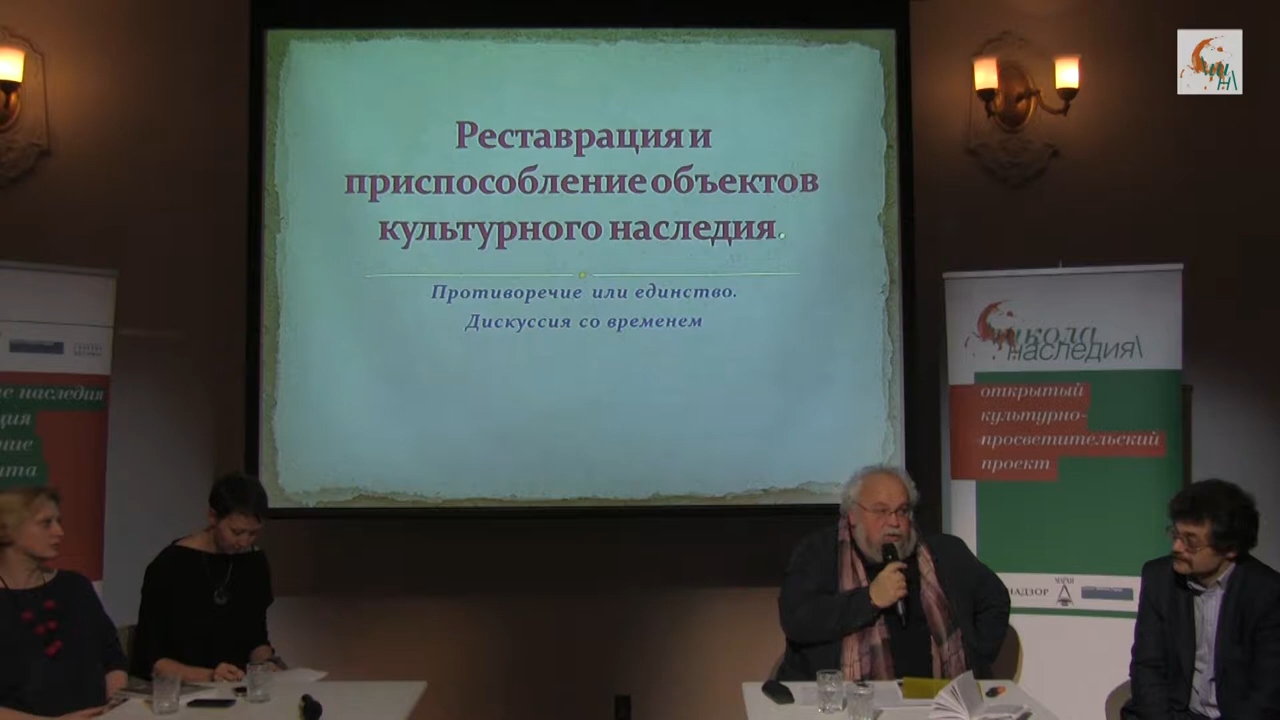 Реставрация и
приспособление объектов
культурного наследия.
Противоречие или единство.
Дискуссия со временем
школа
наследия\
открытый
культурно-
просветительский
проект
НАДЗОР
наследия